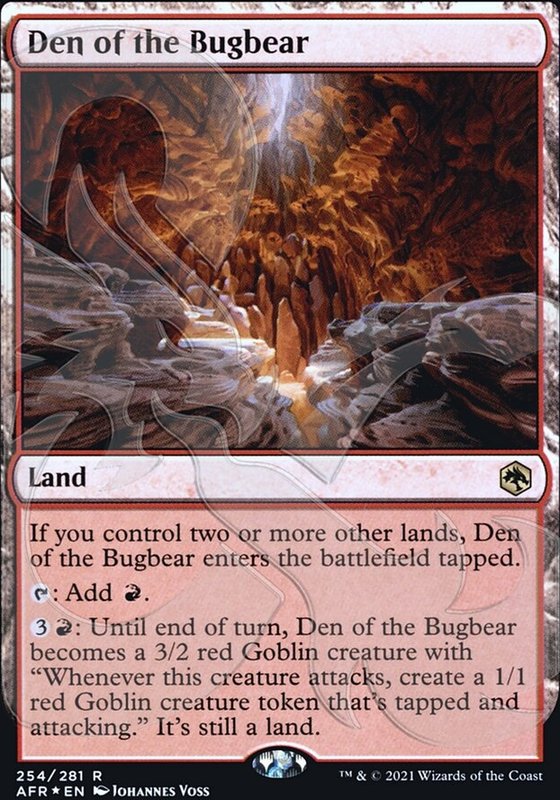 Den of the Bugbear
Land
If you control two or more other lands, Den
of the Bugbear enters the battlefield tapped.
: Add .
3 : Until end of turn, Den of the Bugbear
becomes a 3/2 red Goblin creature with
“Whenever this creature attacks, create a 1/1
red Goblin creature token that’s tapped and
attacking.” It’s still a land.
254/281 R
AFR★EN Johannes Voss
™ & © 2021 Wizards of the Coast